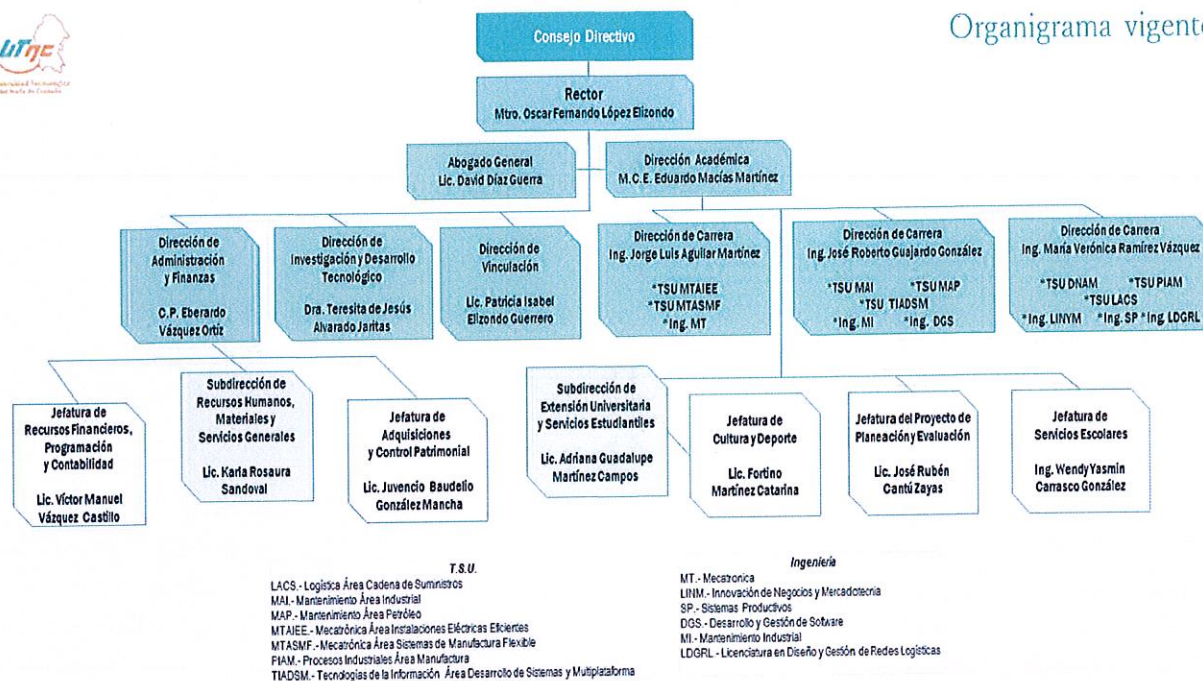 UTNC
Organigrama vigente
Consejo Directivo
Rector
Mtro. Oscar Fernando López Elizondo
Abogado General
Lic. David Díaz Guerra
Dirección Académica
M.C.E. Eduardo Macías Martínez
Dirección de
Administración
y Finanzas
C.P. Eberardo
Vázquez Ortíz
Dirección de
Investigación y Desarrollo
Tecnológico
Dra. Teresita de Jesús
Alvarado Jaritas
Dirección de
Vinculación
Lic. Patricia Isabel
Elizondo Guerrero
Dirección de Carrera
Ing. Jorge Luis Aguilar Martínez
*TSU MTAIEE
*TSU MTASMF
*Ing. MT
Dirección de Carrera
Ing. José Roberto Guajardo González
*TSU MAI *TSU MAP
*TSU TIADSM
*Ing. MI *Ing. DGS
Dirección de Carrera
Ing. María Verónica Ramírez Vázquez
*TSU DNAM *TSU PIAM
*TSU LACS
*Ing. LINYM *Ing. SP *Ing. LDGRL
Jefatura de
Recursos Financieros,
Programación
y Contabilidad
Lic. Víctor Manuel
Vázquez Castillo
Subdirección de
Recursos Humanos,
Materiales y
Servicios Generales
Lic. Karla Rosaura
Sandoval
Jefatura de
Adquisiciones
y Control Patrimonial
Lic. Juvencio Baudelio
González Mancha
Subdirección de
Extensión Universitaria
y Servicios Estudiantiles
Lic. Adriana Guadalupe
Martínez Campos
Jefatura de
Cultura y Deporte
Lic. Fortino
Martínez Catarina
Jefatura del Proyecto de
Planeación y Evaluación
Lic. José Rubén
Cantú Zayas
Jefatura de
Servicios Escolares
Ing. Wendy Yasmin
Carrasco González
T.S.U.
LACS.- Logística Área Cadena de Suministros
MAI.- Mantenimiento Área Industrial
MAP.- Mantenimiento Área Petróleo
MTAIEE.- Mecatrónica Área Instalaciones Eléctricas Eficientes
MTASMF.- Mecatrónica Área Sistemas de Manufactura Flexible
PIAM.- Procesos Industriales Área Manufactura
TIADSM.- Tecnologías de la Información Área Desarrollo de Sistemas y Multiplataforma
Ingeniería
MT.- Mecatronica
LINM.- Innovación de Negocios y Mercadotecnia
SP.- Sistemas Productivos
DGS.- Desarrollo y Gestión de Sotware
MI.- Mantenimiento Industrial
LDGRL - Licenciatura en Diseño y Gestión de Redes Logísticas